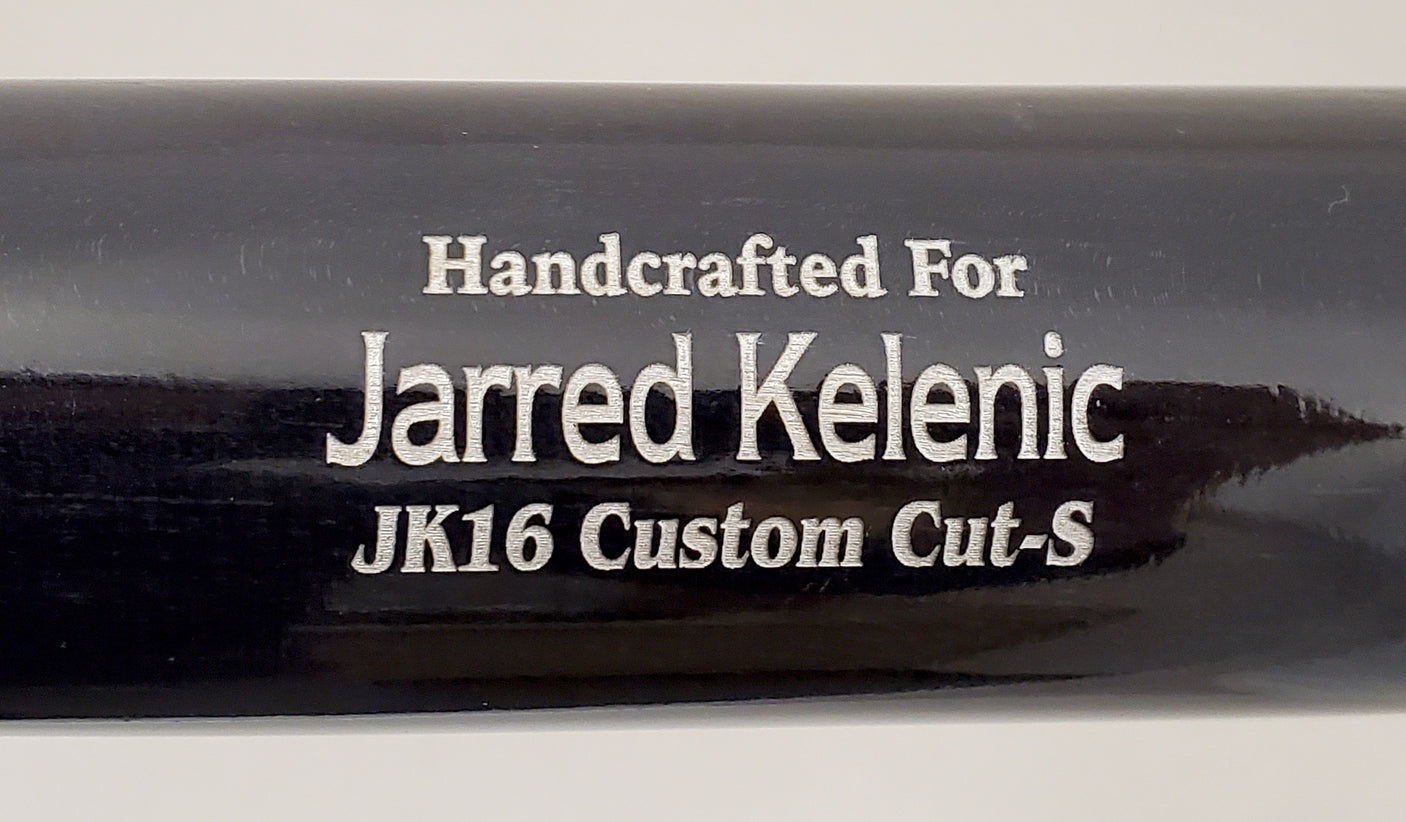 Handcrafted For
Jarred Kelenic
JK16 Custom Cut-S